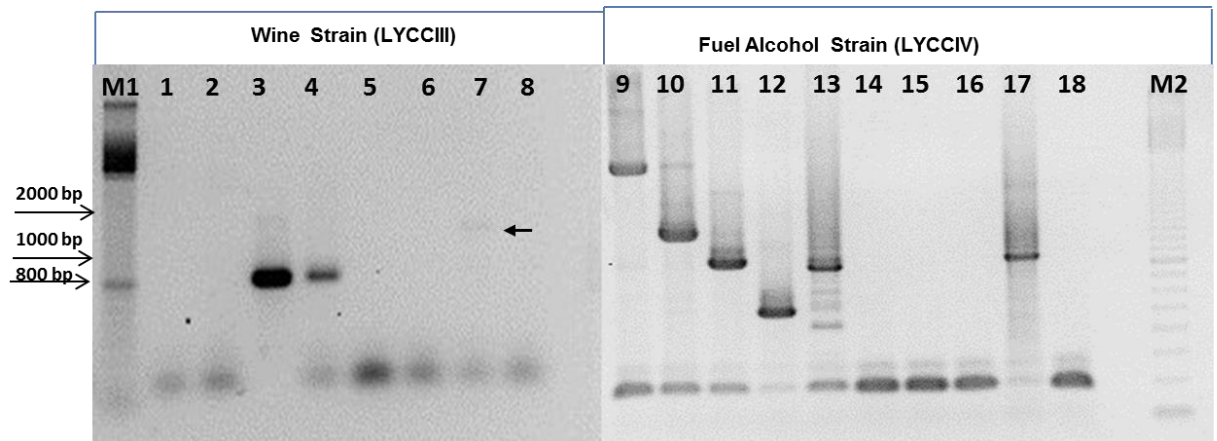 Wine Strain (LYCCIII)
Fuel Alcohol Strain (LYCCIV)
M1 1 2 3 4 5 6 7 8 9 10 11 12 13 14 15 16 17 18 M2
2000 bp
1000 bp
800 bp